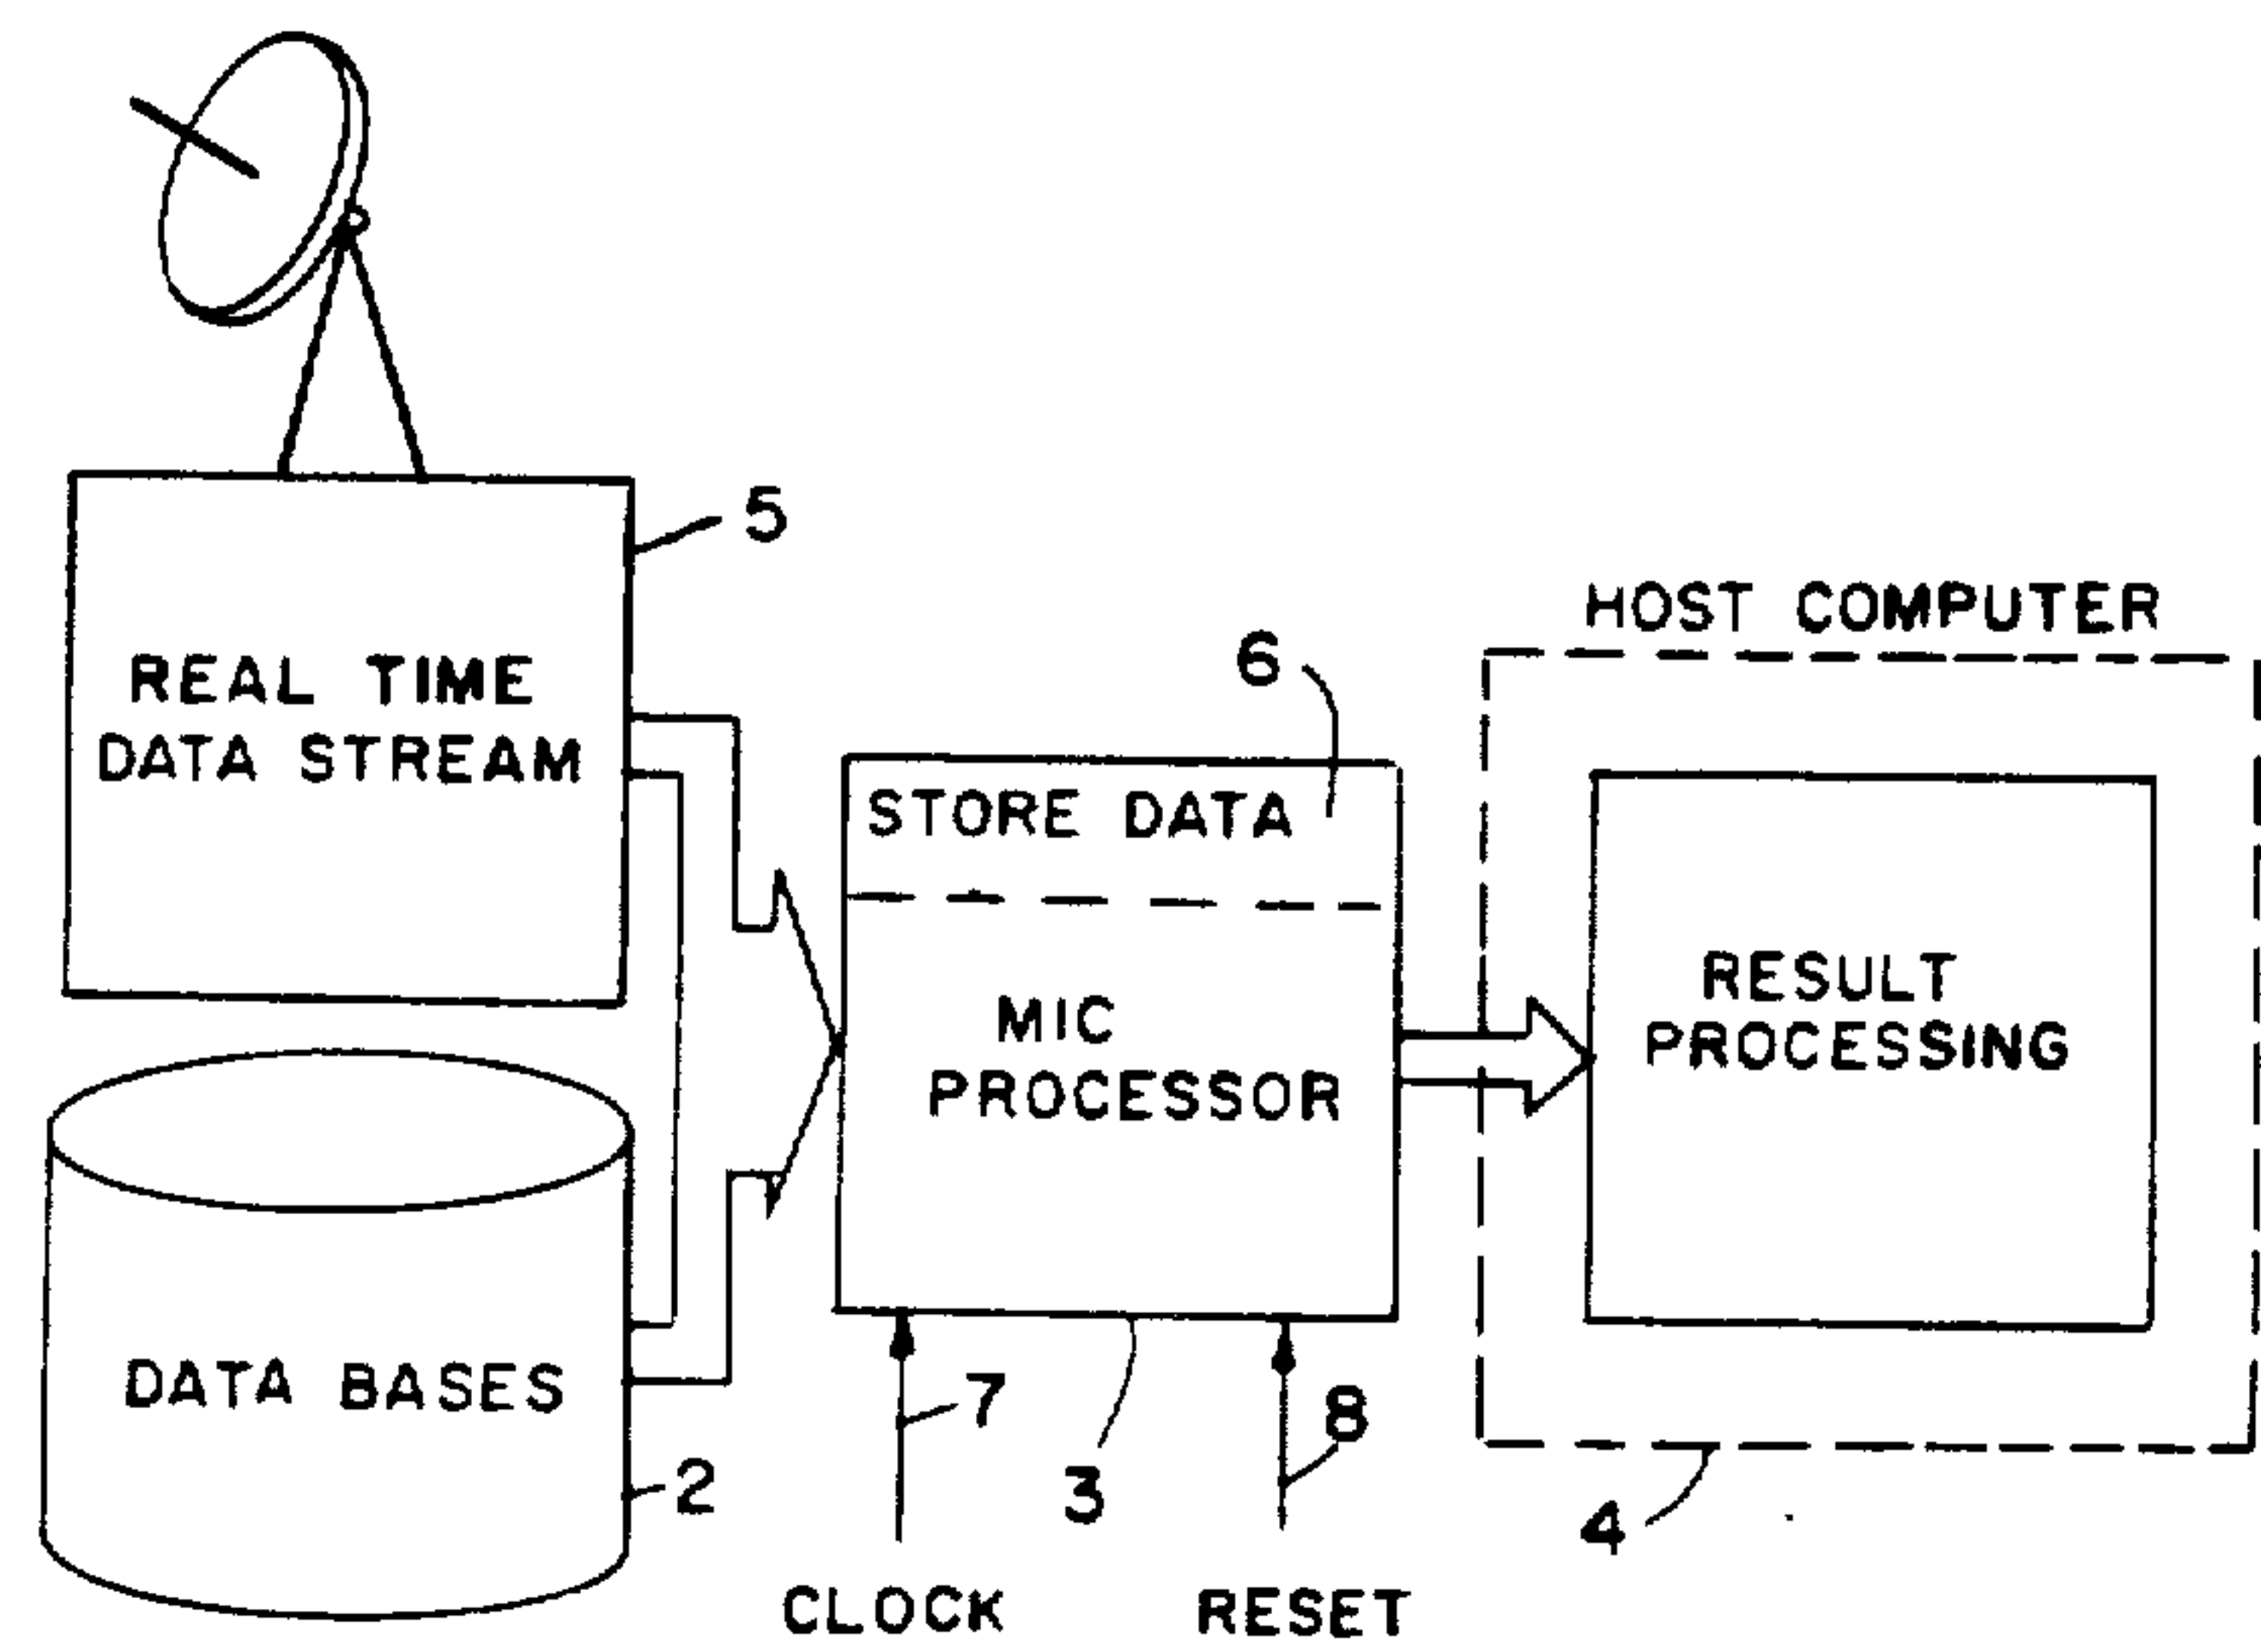 5
REAL TIME
DATA STREAM
HOST COMPUTER
6
STORE DATA
MIC
PROCESSOR
RESULT
PROCESSING
DATA BASES
2
7
3
8
4
CLOCK
RESET